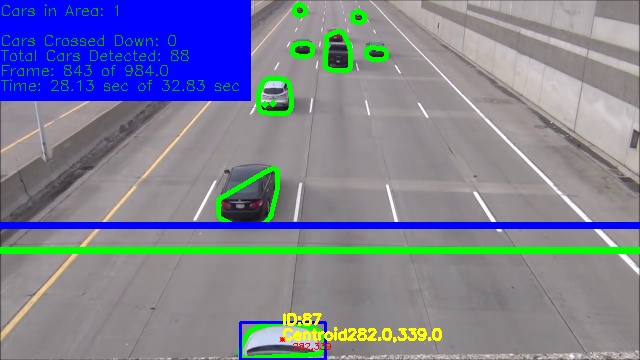 Cars in Area: 1
Cars Crossed Down: 0
Total Cars Detected: 88
Frame: 843 of 984.0
Time: 28.13 sec of 32.83 sec
ID:87
Centroid282.0,339.0